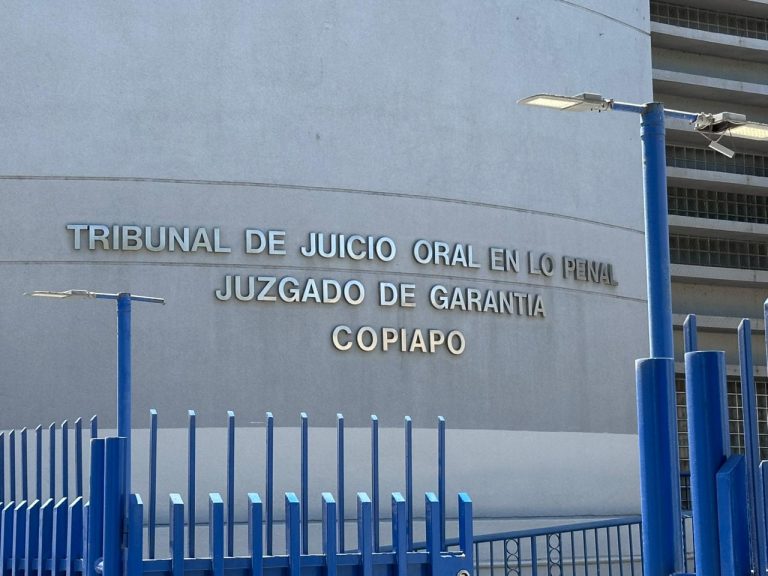 TRIBUNAL DE JUICIO ORAL EN LO PENAL
JUZGADO DE GARANTIA
COPIAPO